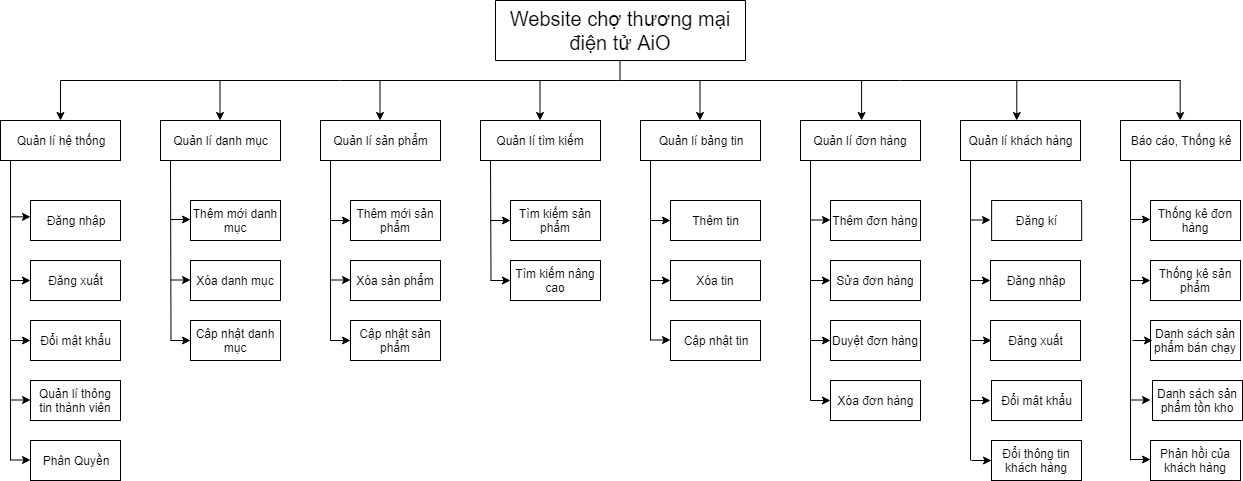 Website chợ thương mại
điện tử AiO
Quản lí hệ thống
Quản lí danh mục
Quản lí sản phẩm
Quản lí tìm kiếm
Quản lí bảng tin
Quản lí đơn hàng
Quản lí khách hàng
Báo cáo, Thống kê
Đăng nhập
Đăng xuất
Đổi mật khẩu
Quản lí thông
tin thành viên
Phân Quyền
Thêm mới danh
mục
Xóa danh mục
Cập nhật danh
mục
Thêm mới sản
phẩm
Xóa sản phẩm
Cập nhật sản
phẩm
Tìm kiếm sản
phẩm
Tìm kiếm nâng
cao
Thêm tin
Xóa tin
Cập nhật tin
Thêm đơn hàng
Sửa đơn hàng
Duyệt đơn hàng
Xóa đơn hàng
Đăng kí
Đăng nhập
Đăng xuất
Đổi mật khẩu
Đổi thông tin
khách hàng
Thống kê đơn
hàng
Thống kê sản
phẩm
Danh sách sản
phẩm bán chạy
Danh sách sản
phẩm tồn kho
Phản hồi của
khách hàng